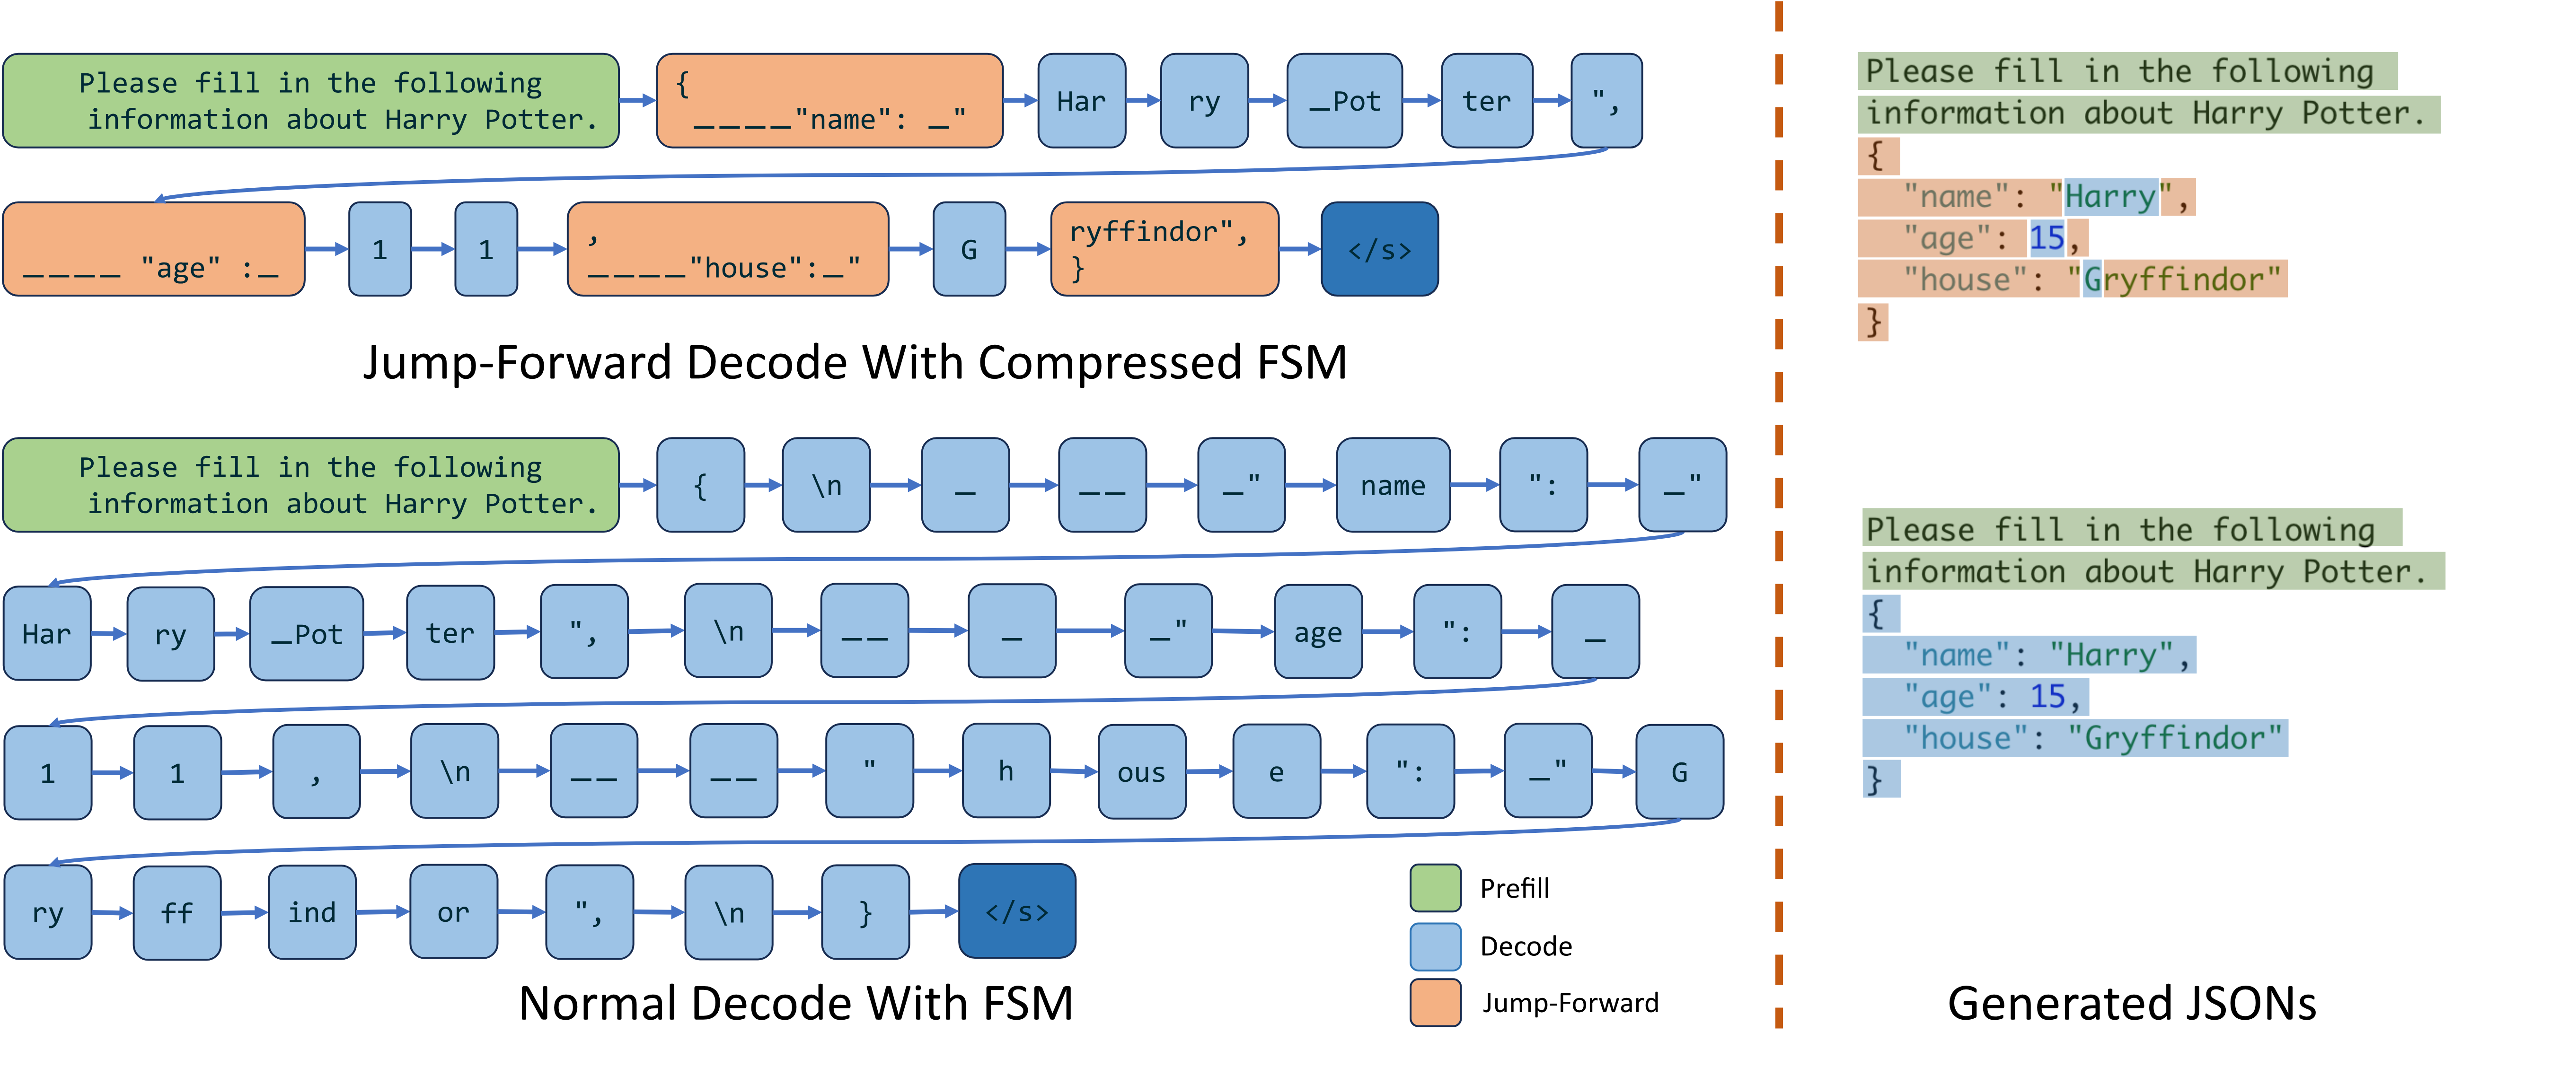 Please fill in the following
information about Harry Potter.
{
____"name": _"
Har
ry
_Pot
ter
",
____ "age" :_
1
1
,
____"house":_"
G
ryffindor",
}
</s>
Jump-Forward Decode With Compressed FSM
Please fill in the following
information about Harry Potter.
{
\n
_
__
_"
name
":
_"
Har
ry
_Pot
ter
",
\n
__
_
_"
age
":
_
1
1
,
\n
__
__
"
h
ous
e
":
_"
G
ry
ff
ind
or
",
\n
}
</s>
Normal Decode With FSM
Prefill
Decode
Jump-Forward
Please fill in the following
information about Harry Potter.
{
"name": "Harry",
"age": 15,
"house": "Gryffindor"
}
Please fill in the following
information about Harry Potter.
{
"name": "Harry",
"age": 15,
"house": "Gryffindor"
}
Generated JSONs